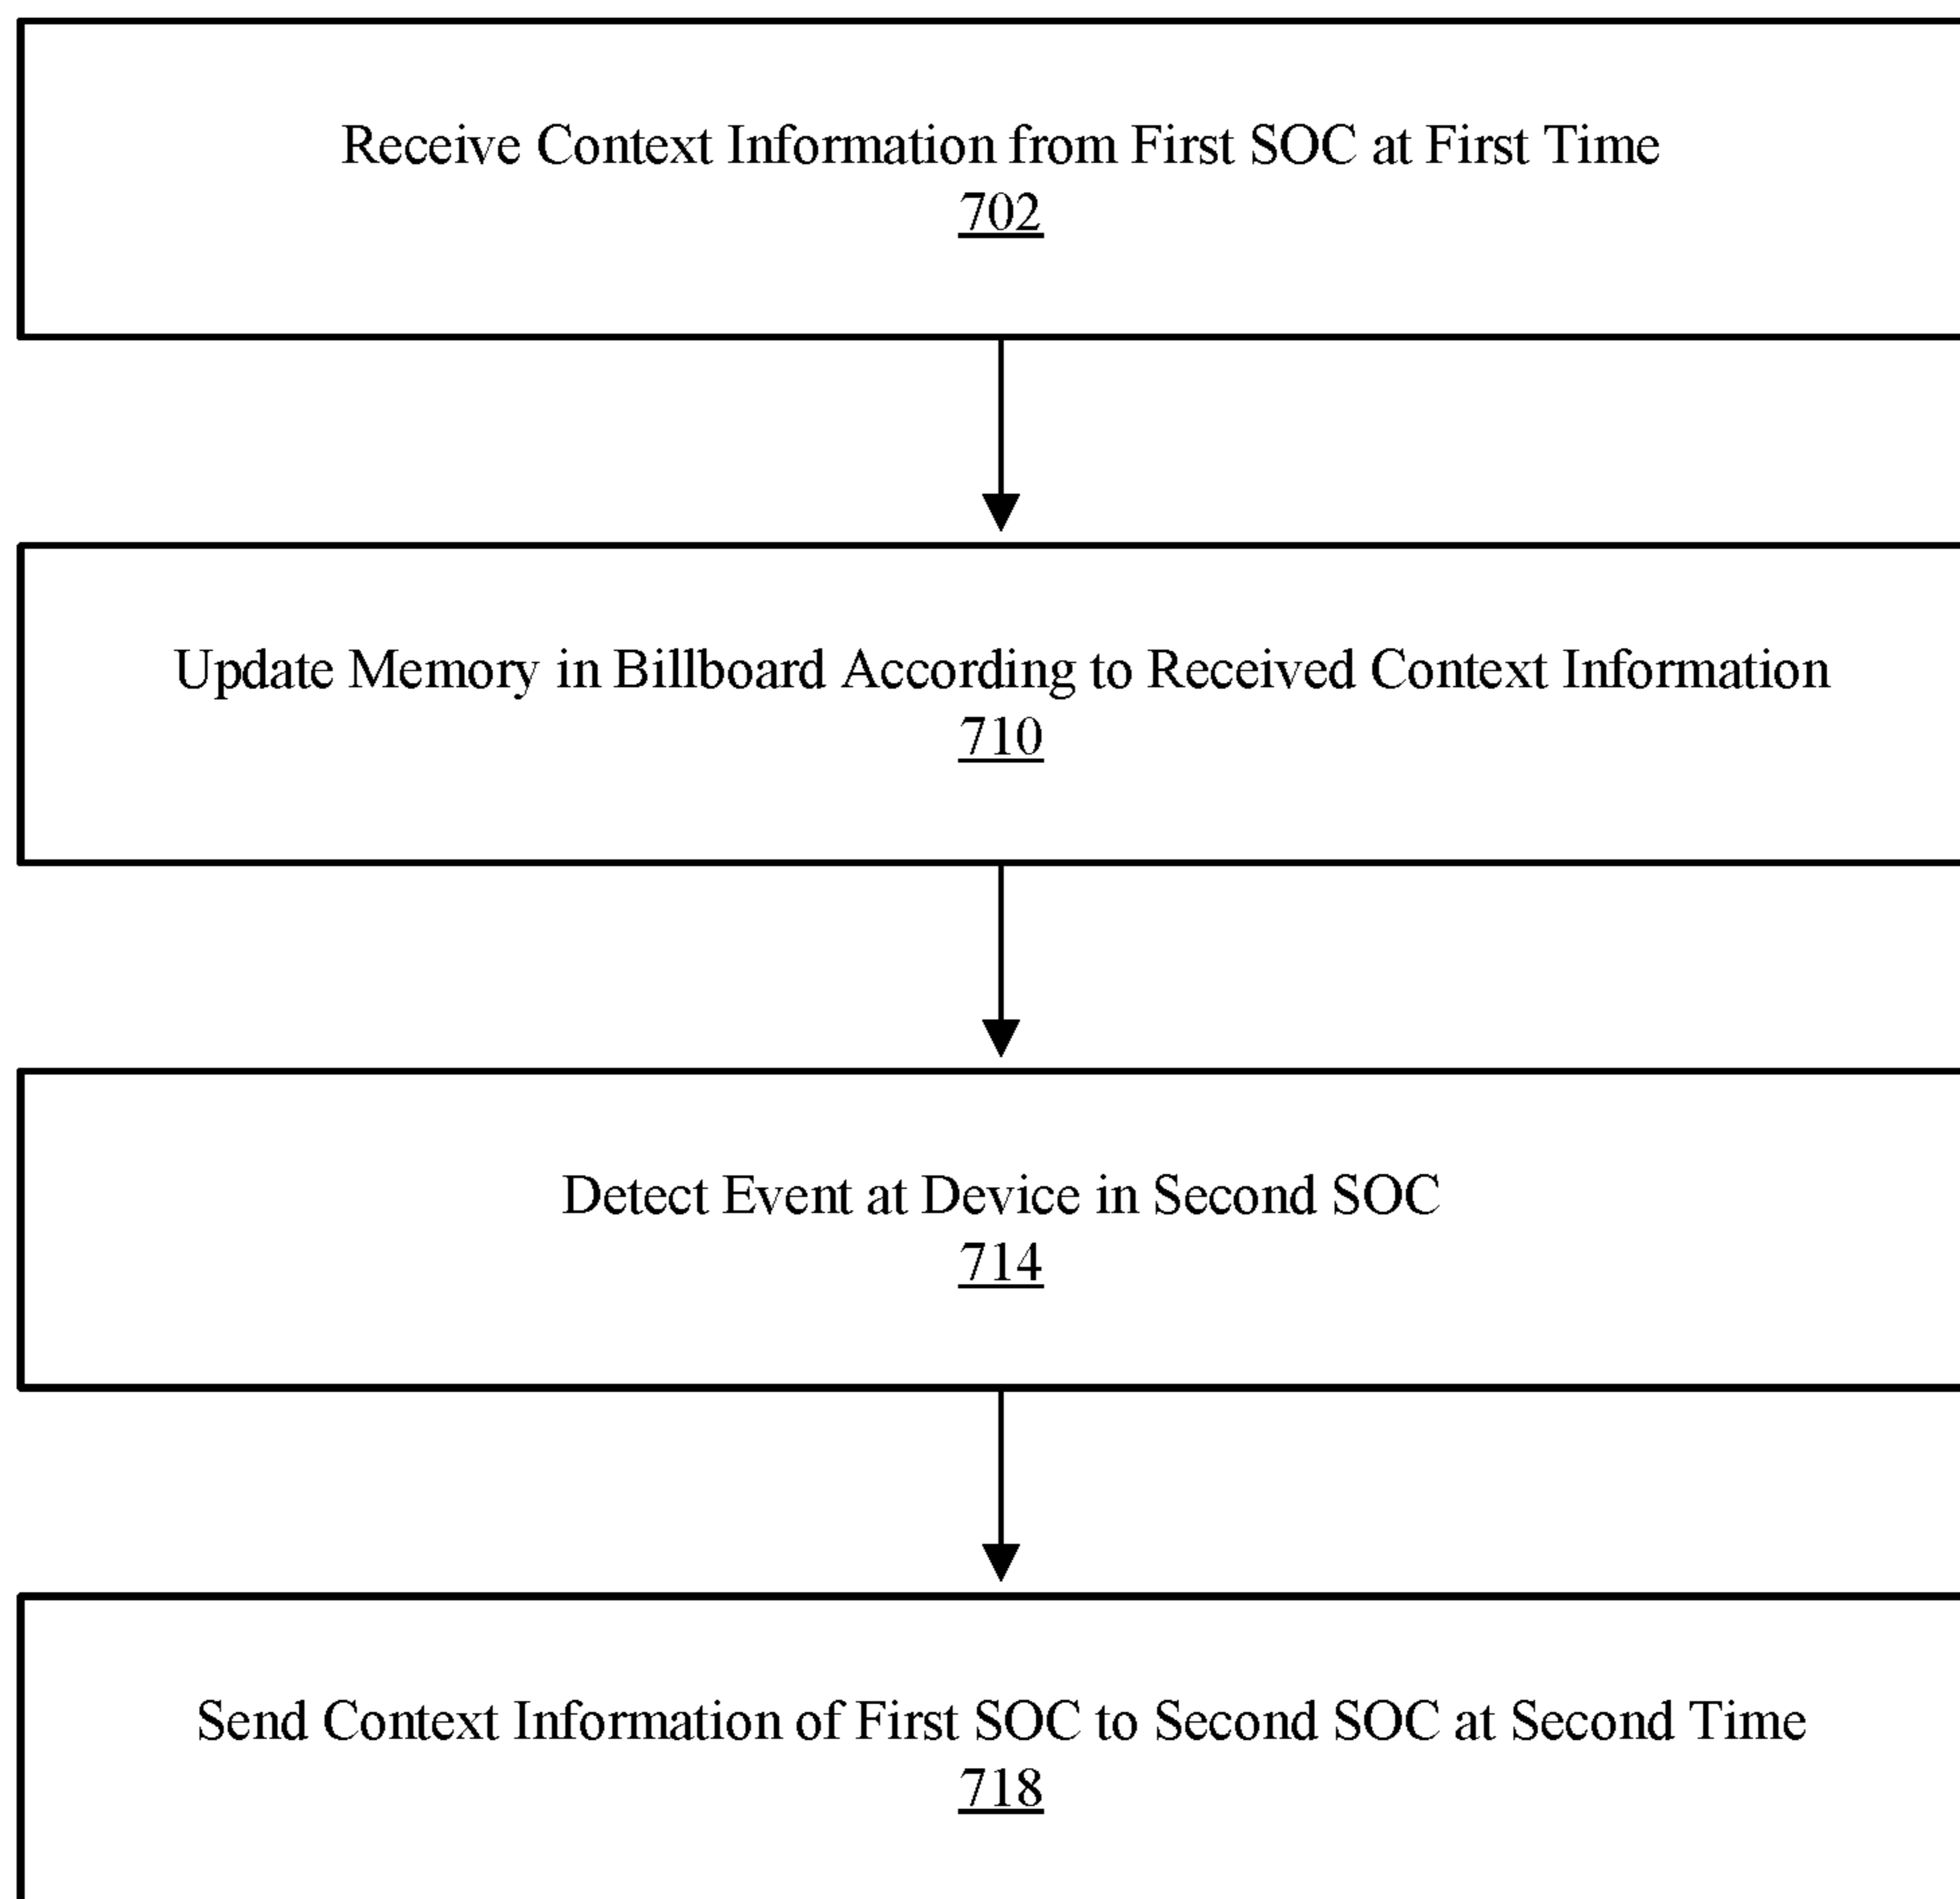 Receive Context Information from First SOC at First Time
702
Update Memory in Billboard According to Received Context Information
710
Detect Event at Device in Second SOC
714
Send Context Information of First SOC to Second SOC at Second Time
718